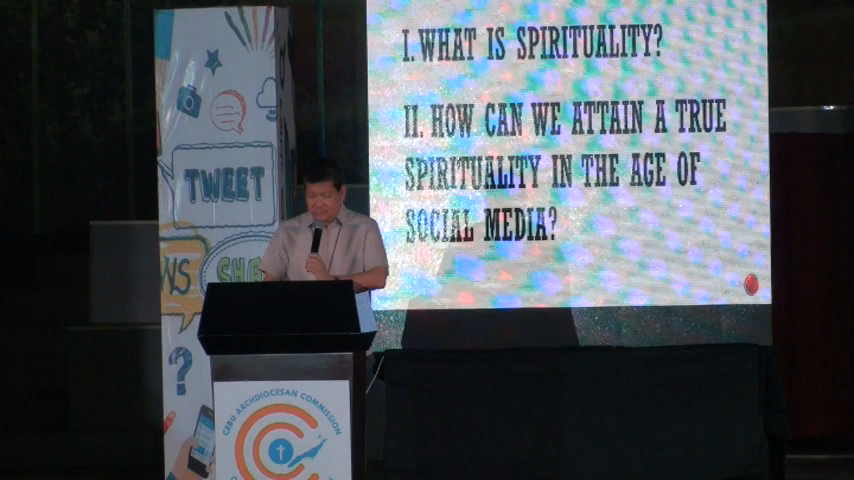 I. WHAT IS SPIRITUALITY?
II. HOW CAN WE ATTAIN A TRUE
SPIRITUALITY IN THE AGE OF
SOCIAL MEDIA?
TWEET
CEBU ARCHDIOCESAN COMMISSION